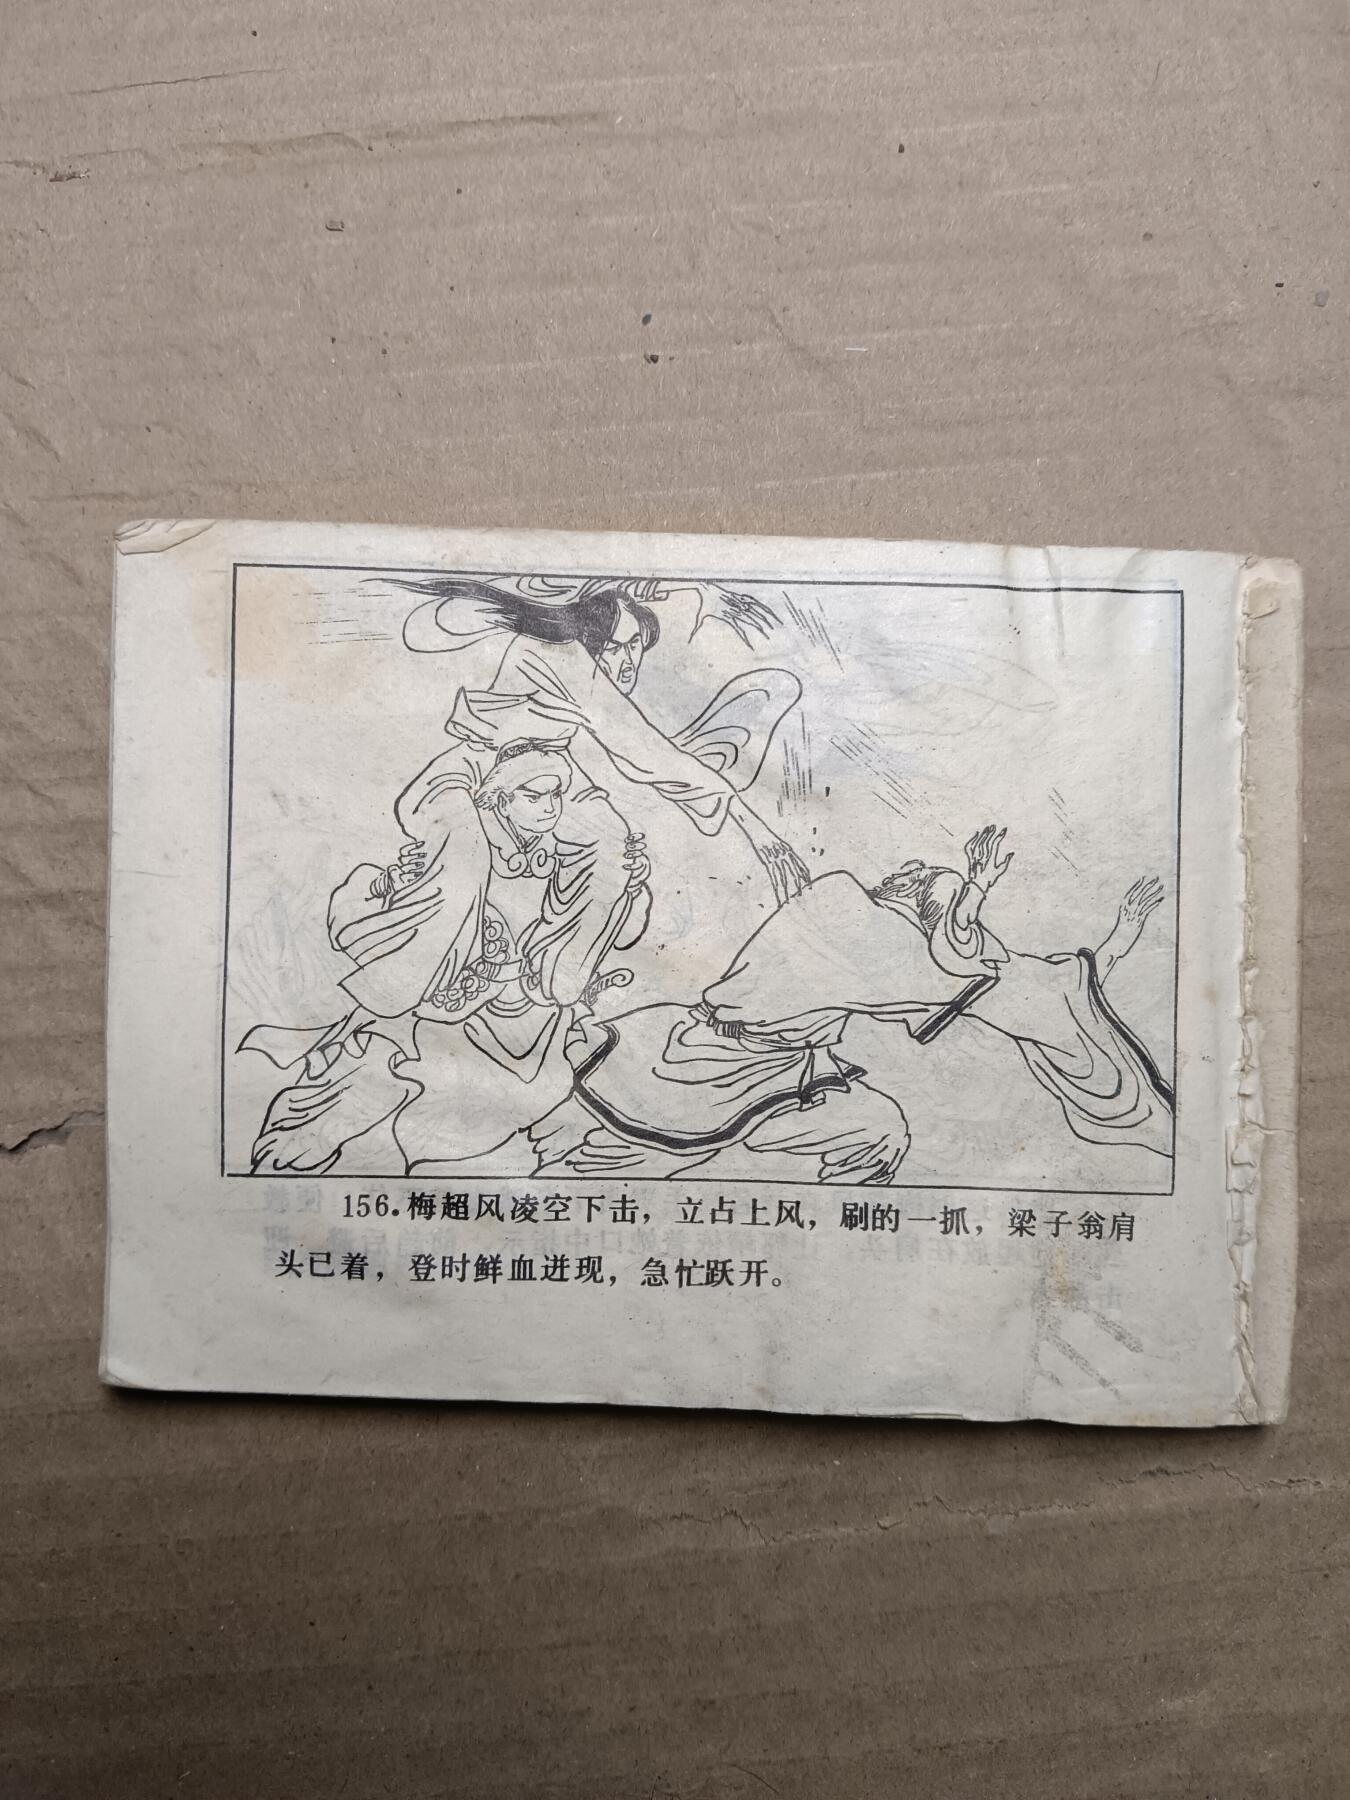 156.梅超风凌空下击，立占上风，刷的一抓，梁子翁肩
头已着，登时鲜血迸现，急忙跃开。